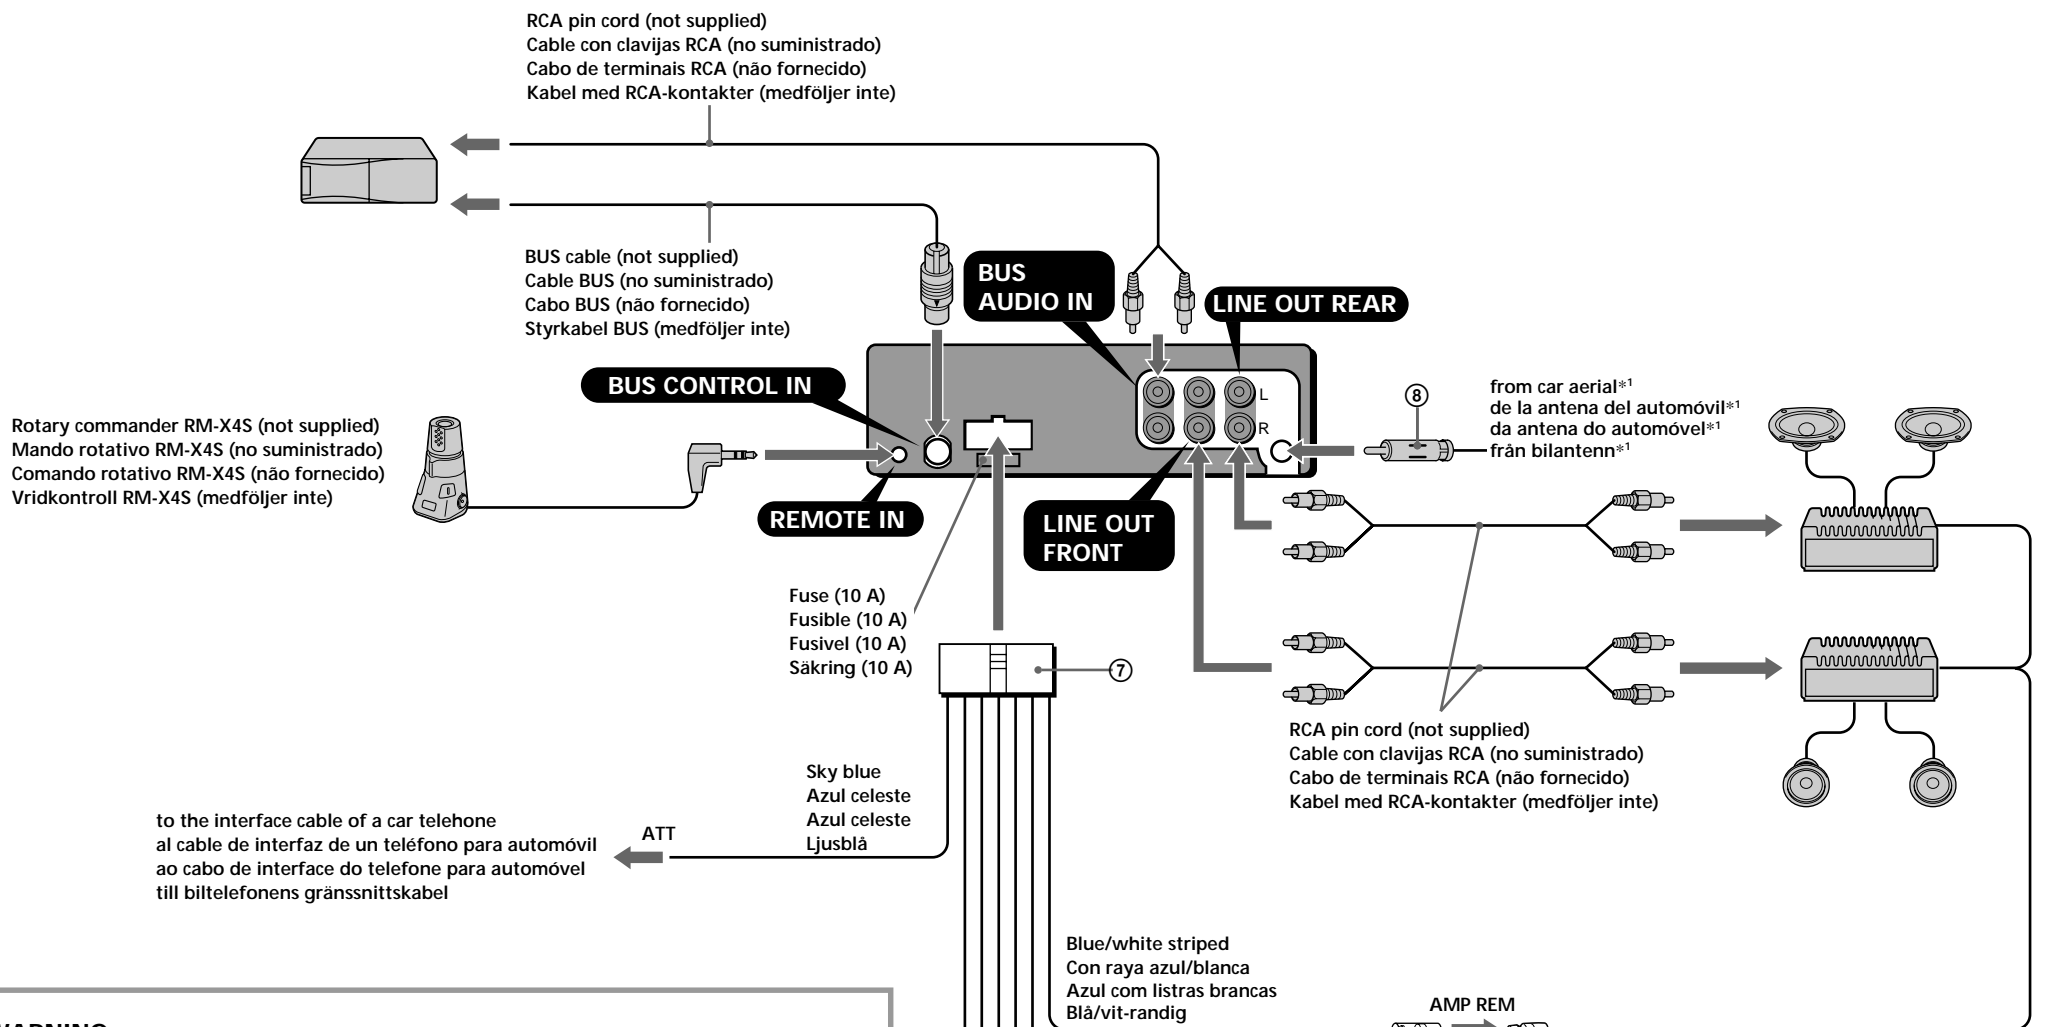 RCA pin cord (not supplied)
Cable con clavijas RCA (no suministrado)
Cabo de terminais RCA (não fornecido)
Kabel med RCA-kontakter (medföljer inte)
BUS cable (not supplied)
Cable BUS (no suministrado)
Cabo BUS (não fornecido)
Styrkabel BUS (medföljer inte)
BUS
AUDIO IN
LINE OUT REAR
BUS CONTROL IN
L
R
⑧
from car aerial*1
de la antena del automóvil*1
da antena do automóvel*1
från bilantenn*1
Rotary commander RM-X4S (not supplied)
Mando rotativo RM-X4S (no suministrado)
Comando rotativo RM-X4S (não fornecido)
Vridkontroll RM-X4S (medföljer inte)
REMOTE IN
LINE OUT
FRONT
Fuse (10 A)
Fusible (10 A)
Fusivel (10 A)
Säkring (10 A)
⑦
RCA pin cord (not supplied)
Cable con clavijas RCA (no suministrado)
Cabo de terminais RCA (não fornecido)
Kabel med RCA-kontakter (medföljer inte)
Sky blue
Azul celeste
Azul celeste
Ljusblå
to the interface cable of a car telehone
al cable de interfaz de un teléfono para automóvil
ao cabo de interface do telefone para automóvel
till biltelefonens gränssnittskabel
ATT
Blue/white striped
Con raya azul/blanca
Azul com listras brancas
Blå/vit-randig
AMP REM